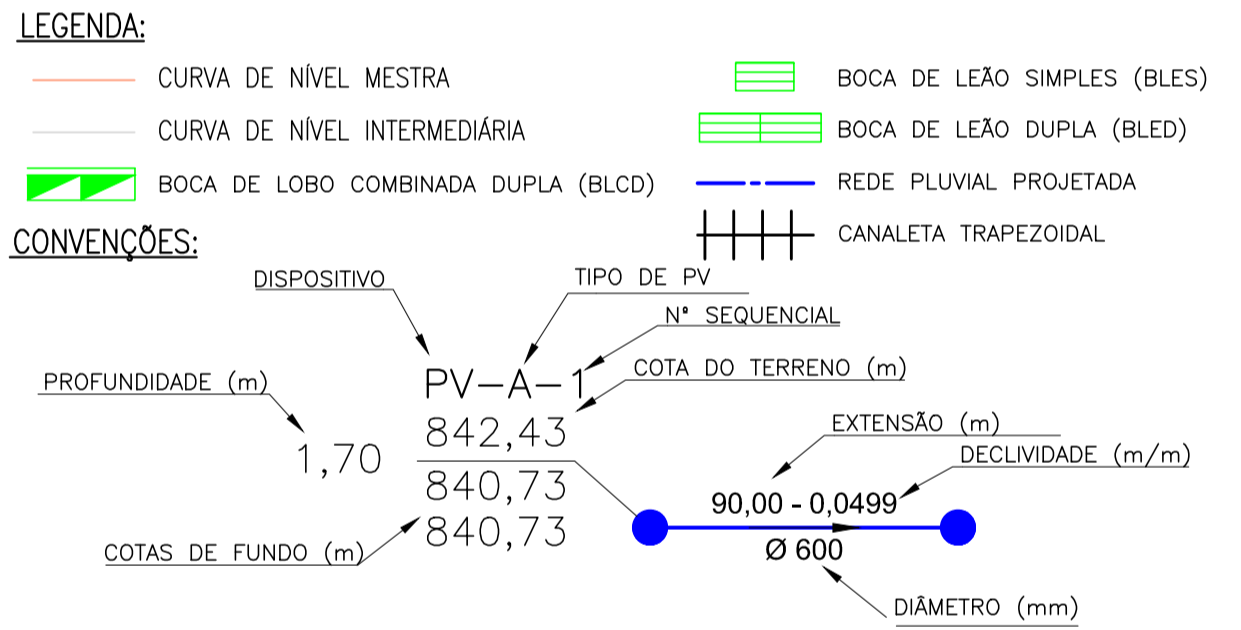 LEGENDA:
CURVA DE NÍVEL MESTRA
CURVA DE NÍVEL INTERMEDIÁRIA
BOCA DE LOBO COMBINADA DUPLA (BLCD)
BOCA DE LEÃO SIMPLES (BLES)
BOCA DE LEÃO DUPLA (BLED)
REDE PLUVIAL PROJETADA
CANALETA TRAPEZOIDAL
CONVENÇÕES:
DISPOSITIVO
TIPO DE PV
Nº SEQUENCIAL
PV-A-1
COTA DO TERRENO (m)
PROFUNDIDADE (m)
842,43
1,70
840,73
840,73
COTAS DE FUNDO (m)
EXTENSÃO (m)
DECLIVIDADE (m/m)
90,00 - 0,0499
Ø 600
DIÂMETRO (mm)